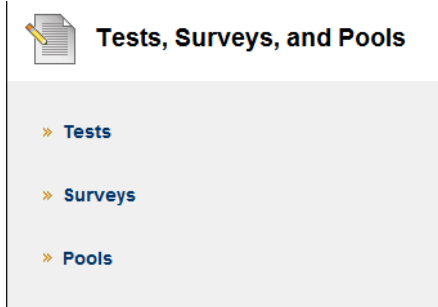 Tests, Surveys, and Pools
» Tests
» Surveys
» Pools